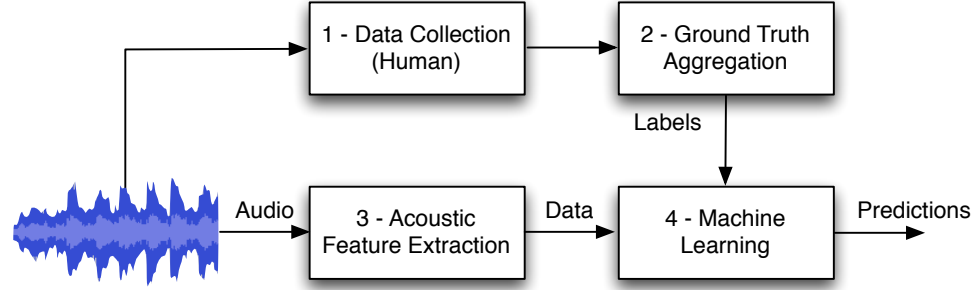 1 - Data Collection
(Human)
2 - Ground Truth
Aggregation
Labels
Audio
3 - Acoustic
Feature Extraction
Data
4 - Machine
Learning
Predictions